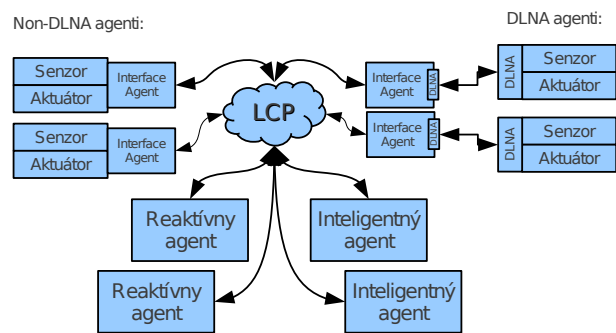 Non-DLNA agenti:
DLNA agenti:
Senzor
Aktuátor
Interface
Agent
Senzor
Aktuátor
Interface
Agent
LCP
Interface
Agent
DLNA
Interface
Agent
DLNA
DLNA
Senzor
Aktuátor
DLNA
Senzor
Aktuátor
Reaktívny
agent
Inteligentný
agent
Reaktívny
agent
Inteligentný
agent